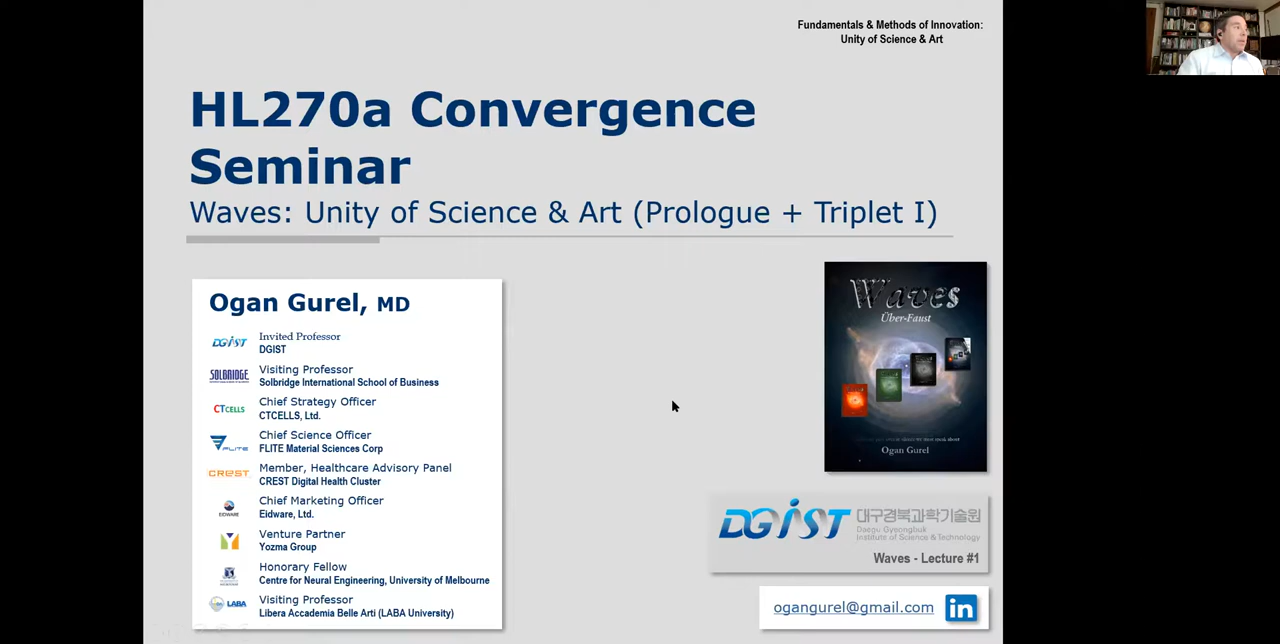 Fundamentals & Methods of Innovation:
Unity of Science & Art
HL270a Convergence
Seminar
Waves: Unity of Science & Art (Prologue + Triplet I)
Ogan Gurel, MD
DGIST
Invited Professor
DGIST
SOLBRIDGE
Visiting Professor
Solbridge International School of Business
CTCELLS
Chief Strategy Officer
CTCELLS, Ltd.
FLITE
Chief Science Officer
FLITE Material Sciences Corp
CREST
Member, Healthcare Advisory Panel
CREST Digital Health Cluster
EIDWARE
Chief Marketing Officer
Eidware, Ltd.
Venture Partner
Yozma Group
Honorary Fellow
Centre for Neural Engineering, University of Melbourne
LABA
Visiting Professor
Libera Accademia Belle Arti (LABA University)
Waves
Über-Faust
Ogan Gurel
DGIST 대구경북과학기술원
Daegu Gyeongbuk
Institute of Science & Technology
Waves - Lecture #1
ogangurel@gmail.com in